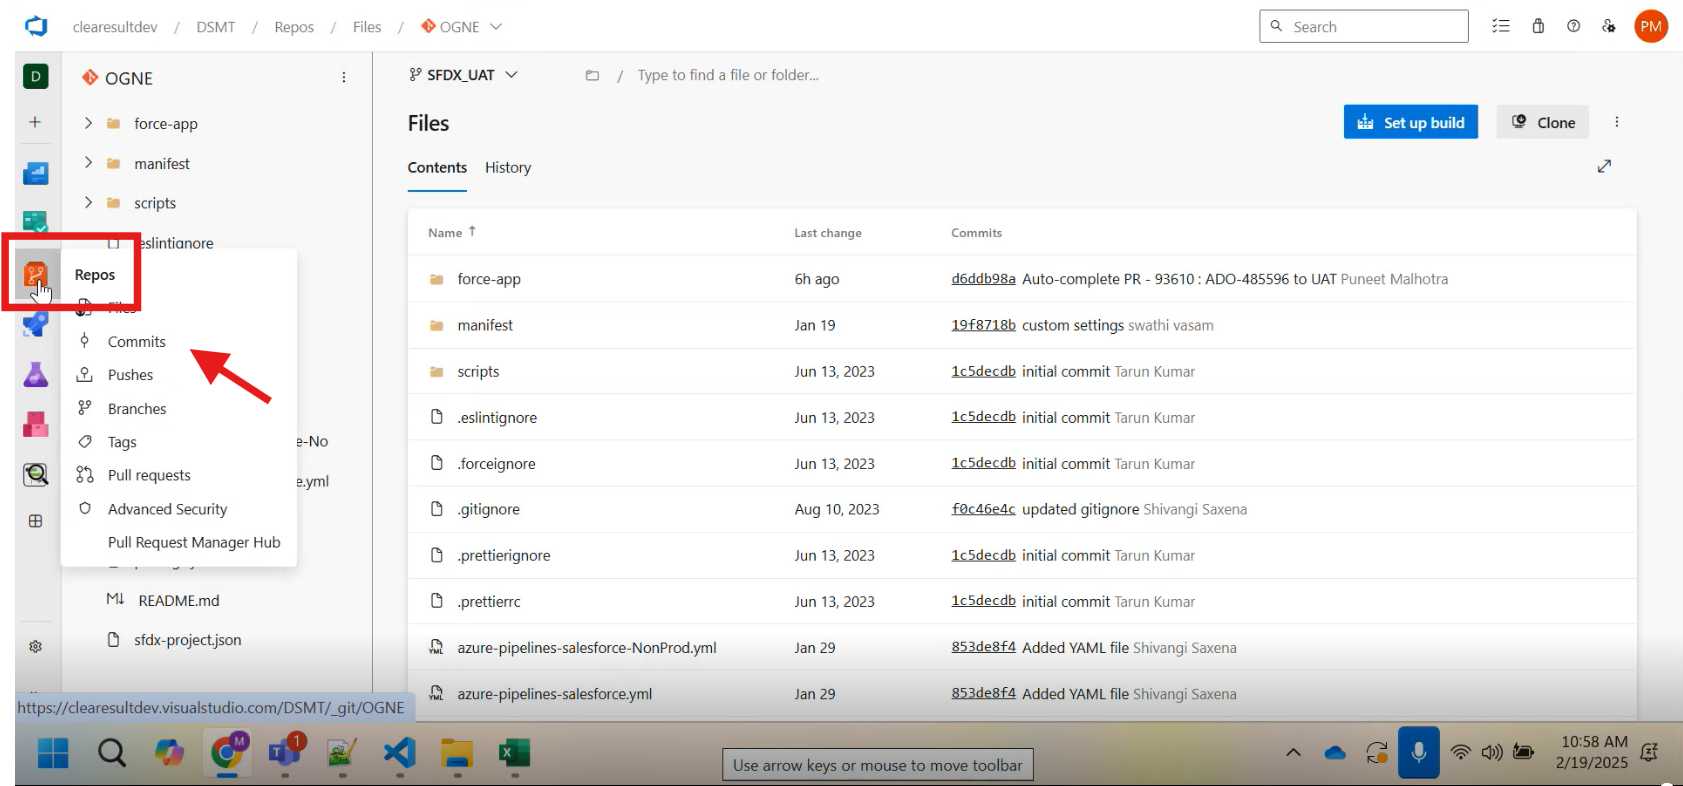 clearesultdev / DSMT / Repos / Files / OGNE
Search
PM
D
OGNE
SFDX_UAT
/ Type to find a file or folder...
force-app
manifest
scripts
.eslintignore
Files
Set up build
Clone
Contents
History
Repos
Files
Commits
Pushes
Branches
Tags
Pull requests
Advanced Security
Pull Request Manager Hub
e-No
e.yml
README.md
sfdx-project.json
Name ↑ Last change Commits
force-app 6h ago d6ddb98a Auto-complete PR - 93610 : ADO-485596 to UAT Puneet Malhotra
manifest Jan 19 19f8718b custom settings swathi vasam
scripts Jun 13, 2023 1c5decdb initial commit Tarun Kumar
.eslintignore Jun 13, 2023 1c5decdb initial commit Tarun Kumar
.forceignore Jun 13, 2023 1c5decdb initial commit Tarun Kumar
.gitignore Aug 10, 2023 f0c46e4c updated gitignore Shivangi Saxena
.prettierignore Jun 13, 2023 1c5decdb initial commit Tarun Kumar
.prettierrc Jun 13, 2023 1c5decdb initial commit Tarun Kumar
azure-pipelines-salesforce-NonProd.yml Jan 29 853de8f4 Added YAML file Shivangi Saxena
azure-pipelines-salesforce.yml Jan 29 853de8f4 Added YAML file Shivangi Saxena
https://clearesultdev.visualstudio.com/DSMT/_git/OGNE
M
1
Use arrow keys or mouse to move toolbar
10:58 AM
2/19/2025